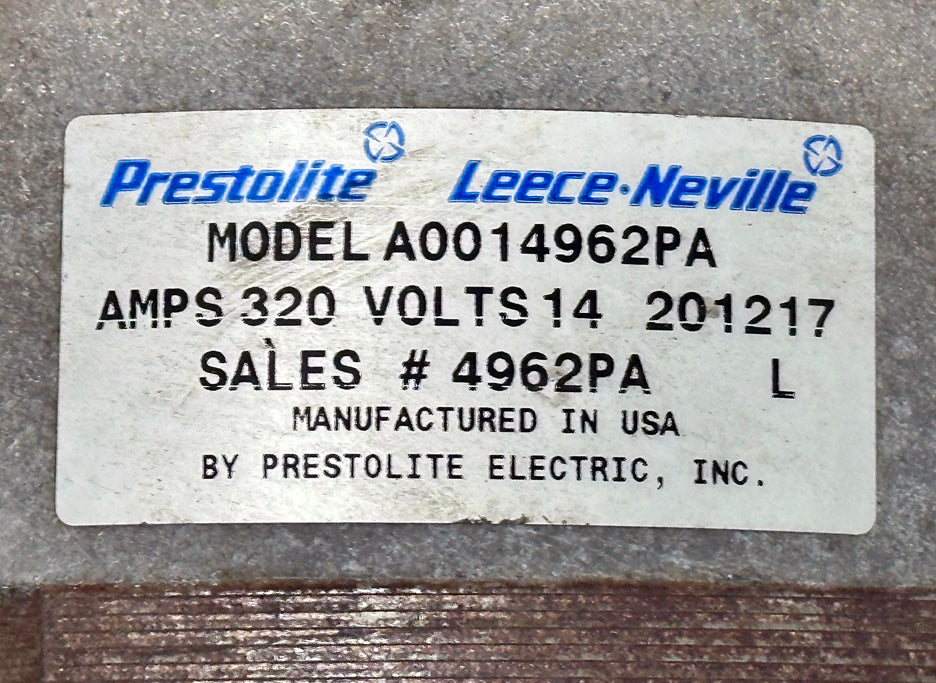 Prestolite Leece·Neville
MODEL A0014962PA
AMPS 320 VOLTS 14 201217
SALES # 4962PA L
MANUFACTURED IN USA
BY PRESTOLITE ELECTRIC, INC.